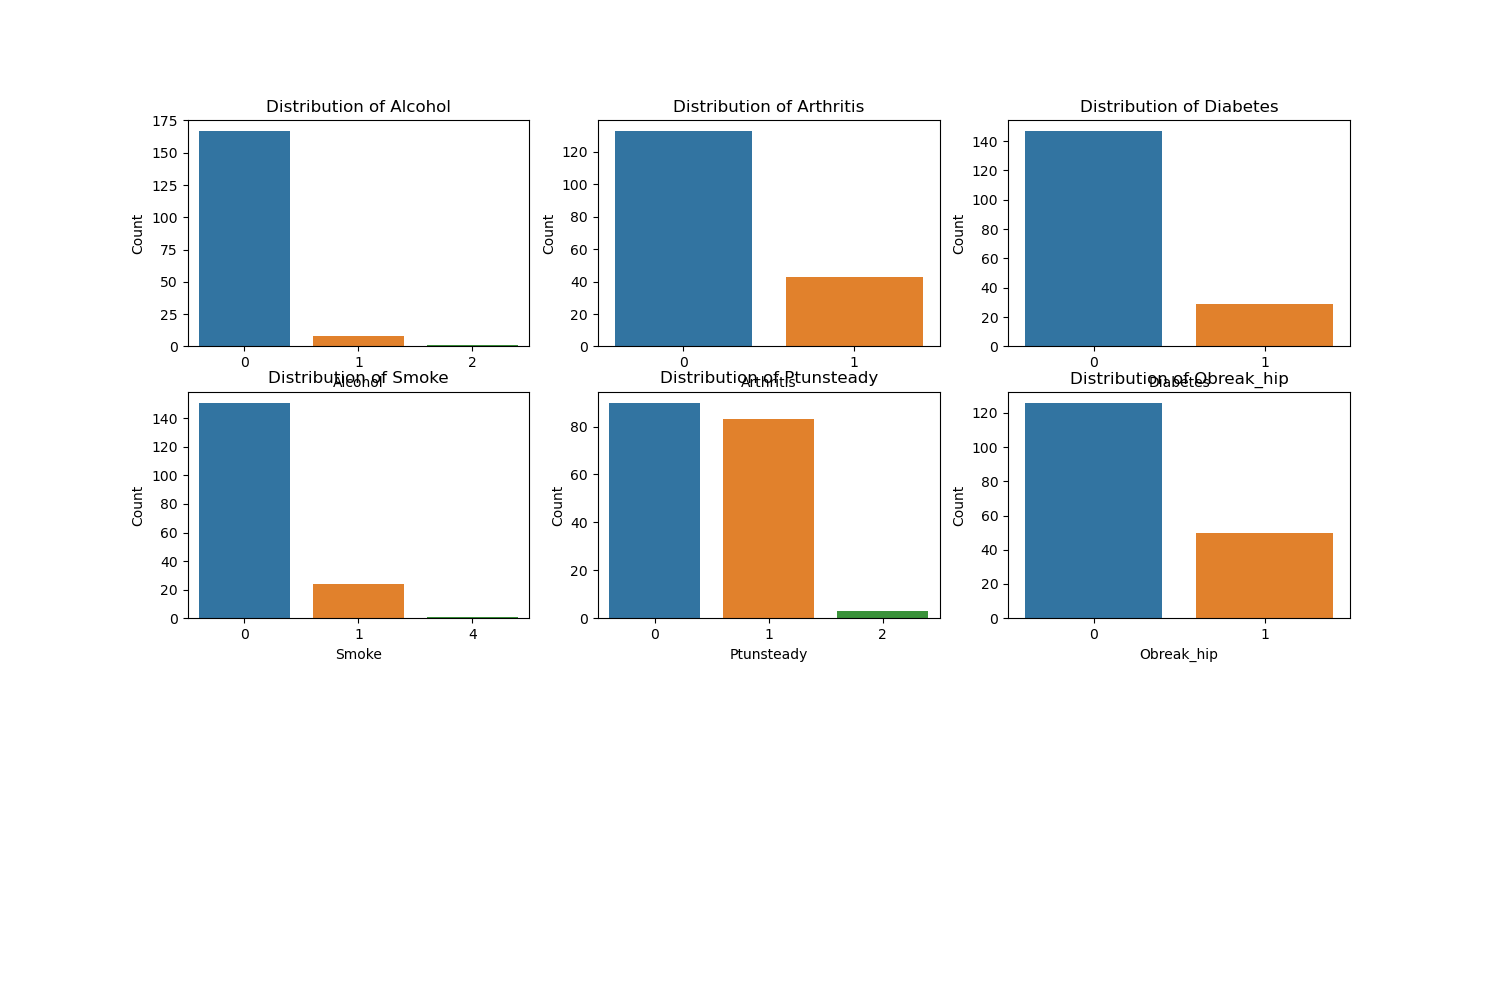 Distribution of Alcohol
175
150
125
100
75
50
25
0
Count
0 1 2
Alcohol
Distribution of Arthritis
120
100
80
60
40
20
0
Count
0 1
Arthritis
Distribution of Diabetes
140
120
100
80
60
40
20
0
Count
0 1
Diabetes
Distribution of Smoke
140
120
100
80
60
40
20
0
Count
0 1 4
Smoke
Distribution of Ptunsteady
80
60
40
20
0
Count
0 1 2
Ptunsteady
Distribution of Obreak_hip
120
100
80
60
40
20
0
Count
0 1
Obreak_hip